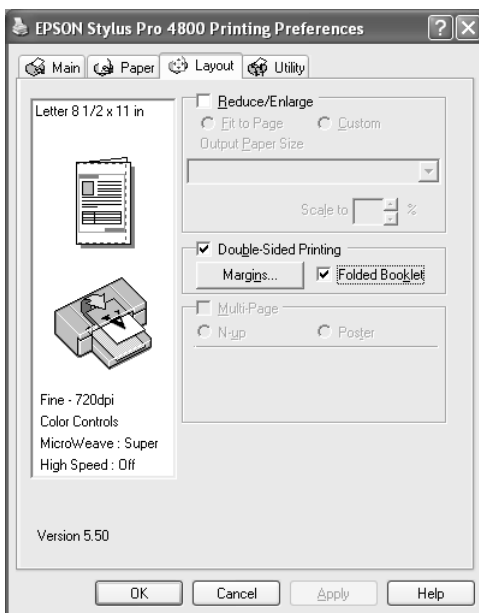 EPSON Stylus Pro 4800 Printing Preferences
Main Paper Layout Utility
Letter 8 1/2 x 11 in
Reduce/Enlarge
Fit to Page Custom
Output Paper Size
Scale to %
Double-Sided Printing
Margins... Folded Booklet
Multi-Page
N-up Poster
Fine - 720dpi
Color Controls
MicroWeave : Super
High Speed : Off
Version 5.50
OK Cancel Apply Help